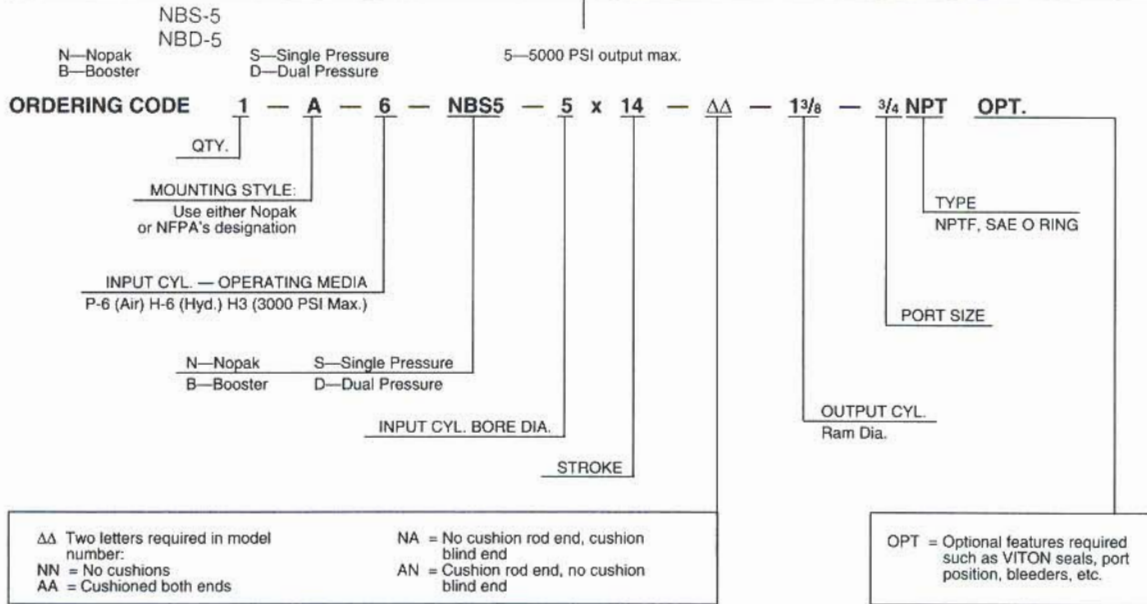 NBS-5
NBD-5
N—Nopak S—Single Pressure 5—5000 PSI output max.
B—Booster D—Dual Pressure
ORDERING CODE 1 — A — 6 — NBS5 — 5 x 14 — ΔΔ — 1 3/8 — 3/4 NPT OPT.
QTY.
MOUNTING STYLE:
Use either Nopak
or NFPA's designation
TYPE
NPTF, SAE O RING
INPUT CYL. — OPERATING MEDIA
P-6 (Air) H-6 (Hyd.) H3 (3000 PSI Max.)
PORT SIZE
N—Nopak S—Single Pressure
B—Booster D—Dual Pressure
OUTPUT CYL.
Ram Dia.
INPUT CYL. BORE DIA.
STROKE
ΔΔ Two letters required in model
number:
NN = No cushions
AA = Cushioned both ends
NA = No cushion rod end, cushion
blind end
AN = Cushion rod end, no cushion
blind end
OPT = Optional features required
such as VITON seals, port
position, bleeders, etc.